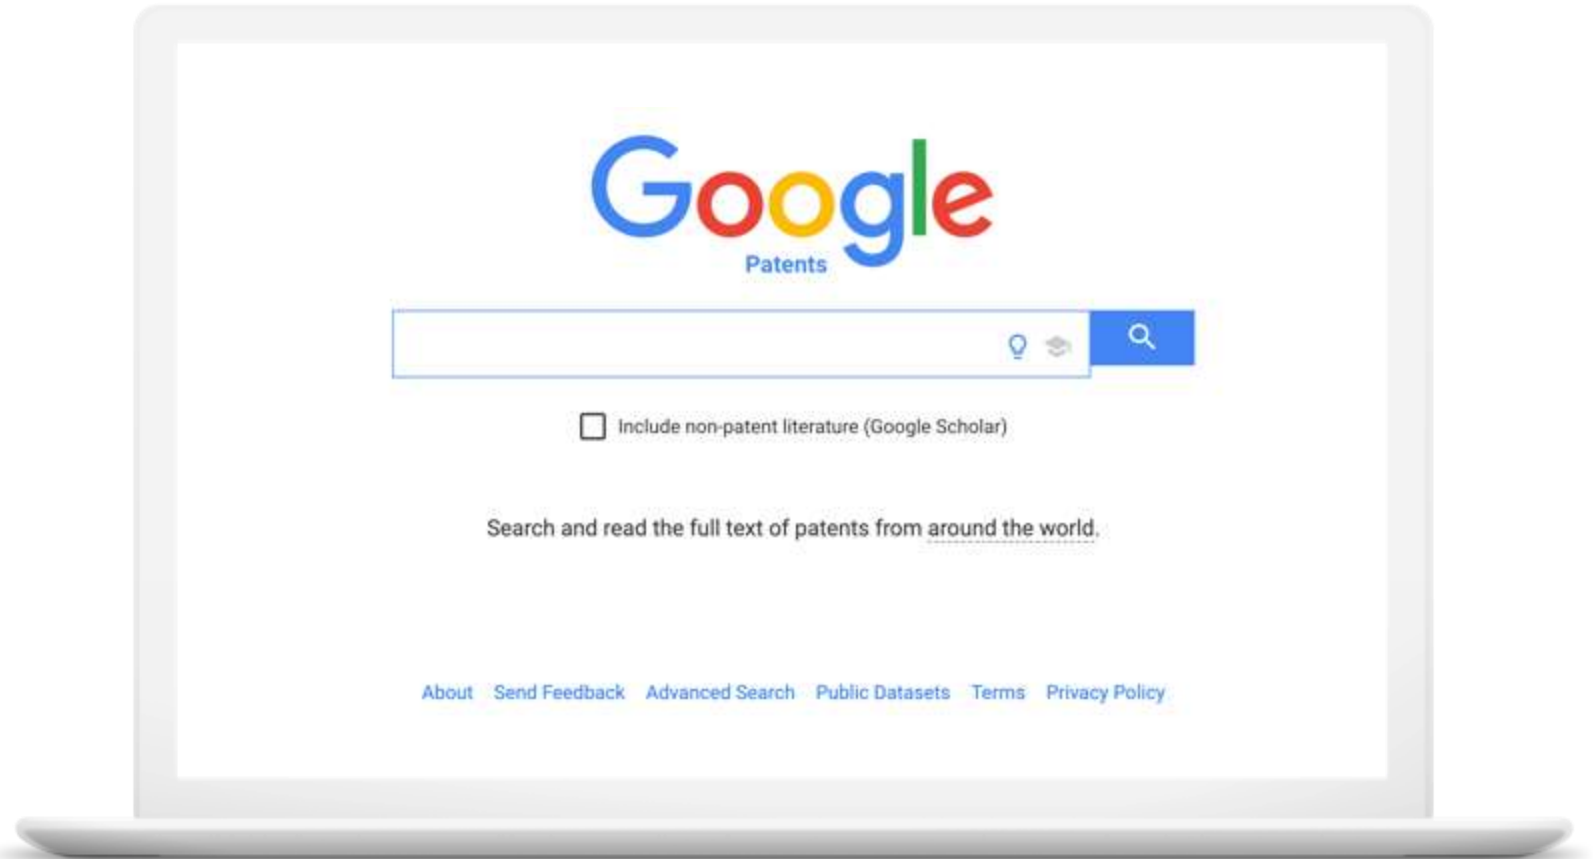 Google
Patents
Include non-patent literature (Google Scholar)
Search and read the full text of patents from around the world.
About Send Feedback Advanced Search Public Datasets Terms Privacy Policy